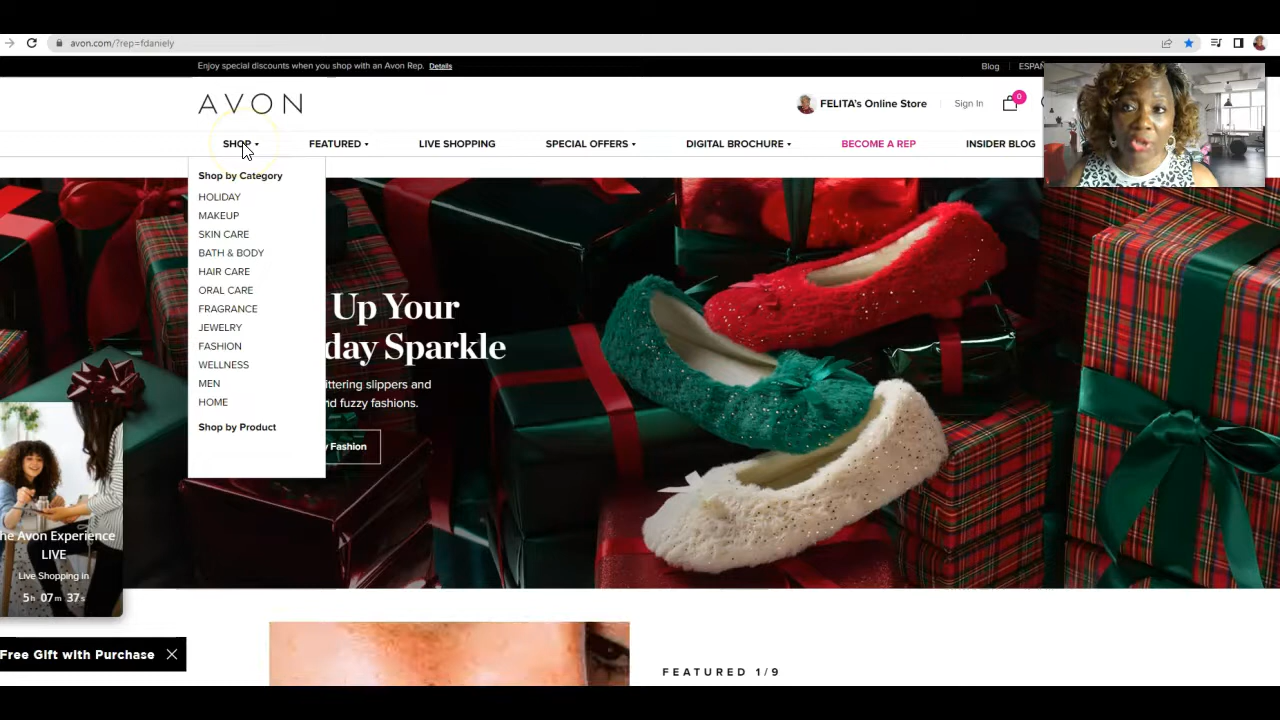 avon.com/?rep=fdaniely
Enjoy special discounts when you shop with an Avon Rep. Details
Blog
ESPAÑ
AVON
FELITA's Online Store
Sign In
0
SHOP
FEATURED
LIVE SHOPPING
SPECIAL OFFERS
DIGITAL BROCHURE
BECOME A REP
INSIDER BLOG
Shop by Category
HOLIDAY
MAKEUP
SKIN CARE
BATH & BODY
HAIR CARE
ORAL CARE
FRAGRANCE
JEWELRY
FASHION
WELLNESS
MEN
HOME
Shop by Product
Up Your
day Sparkle
ittering slippers and
nd fuzzy fashions.
y Fashion
he Avon Experience
LIVE
Live Shopping in
5h 07m 37s
Free Gift with Purchase
FEATURED 1/9